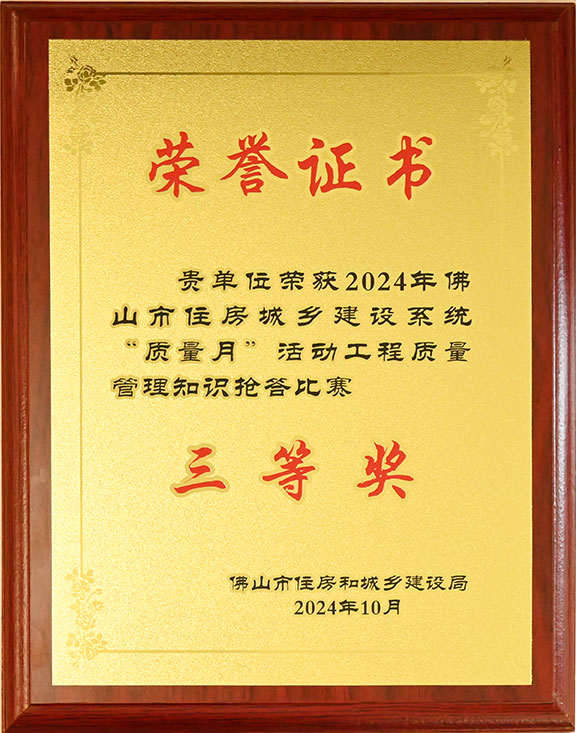 荣誉证书
贵单位荣获2024年佛
山市住房城乡建设系统
“质量月”活动工程质量
管理知识抢答比赛
三等奖
佛山市住房和城乡建设局
2024年10月